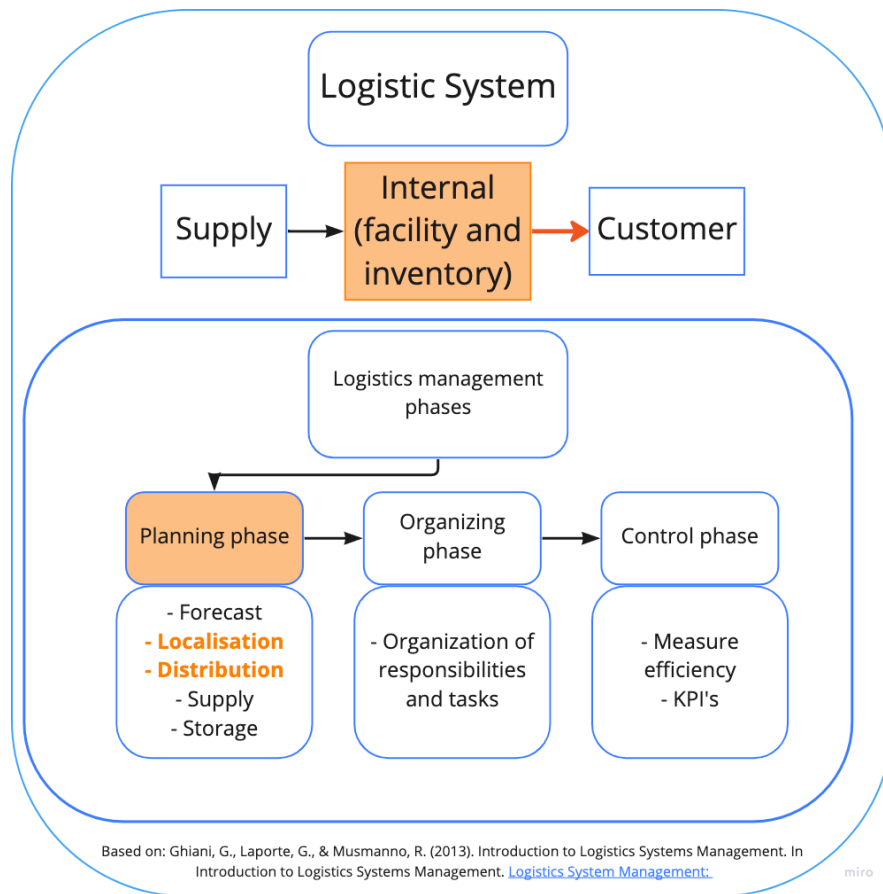 Logistic System
Supply
Internal
(facility and
inventory)
Customer
Logistics management
phases
Planning phase
Organizing
phase
Control phase
- Forecast
- Localisation
- Distribution
- Supply
- Storage
- Organization of
responsibilities
and tasks
- Measure
efficiency
- KPI's
Based on: Ghiani, G., Laporte, G., & Musmanno, R. (2013). Introduction to Logistics Systems Management. In
Introduction to Logistics Systems Management. Logistics System Management:
miro